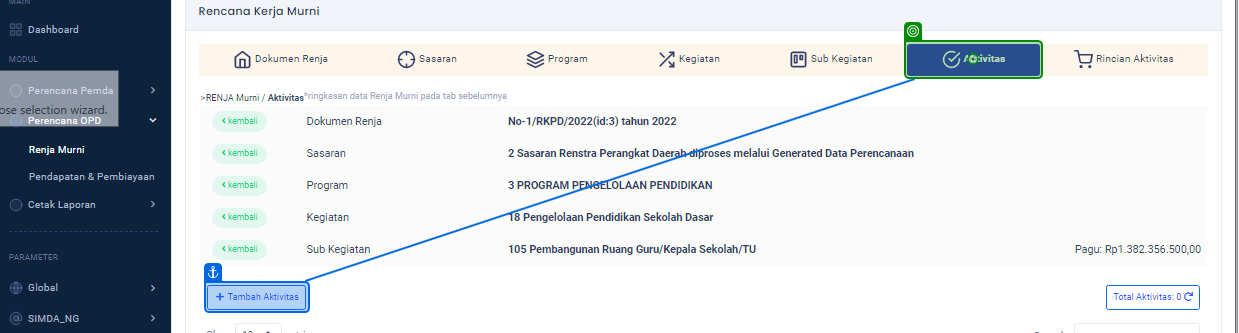 MAIN
Rencana Kerja Murni
Dashboard
MODUL
Dokumen Renja
Sasaran
Program
Kegiatan
Sub Kegiatan
Aktivitas
Rincian Aktivitas
Perencana Pemda
ose selection wizard.
>RENJA Murni / Aktivitas*ringkasan data Renja Murni pada tab sebelumnya
Perencana OPD
kembali Dokumen Renja No-1/RKPD/2022(id:3) tahun 2022
Renja Murni
kembali Sasaran 2 Sasaran Renstra Perangkat Daerah diproses melalui Generated Data Perencanaan
Pendapatan & Pembiayaan
kembali Program 3 PROGRAM PENGELOLAAN PENDIDIKAN
Cetak Laporan
kembali Kegiatan 18 Pengelolaan Pendidikan Sekolah Dasar
kembali Sub Kegiatan 105 Pembangunan Ruang Guru/Kepala Sekolah/TU Pagu: Rp1.382.356.500,00
PARAMETER
Global
+ Tambah Aktivitas
Total Aktivitas: 0
SIMDA_NG